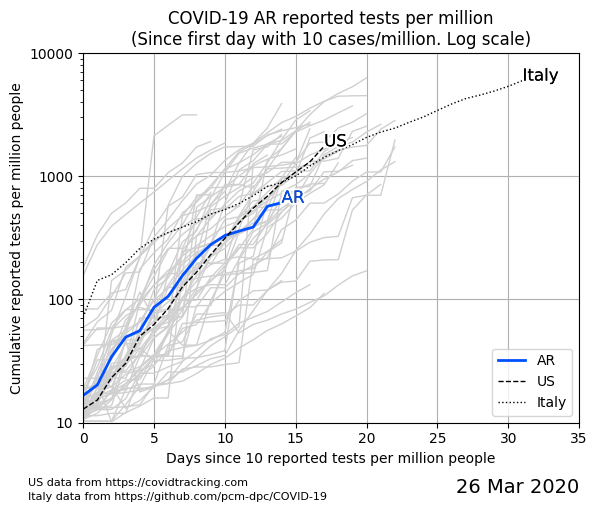 COVID-19 AR reported tests per million
(Since first day with 10 cases/million. Log scale)
Cumulative reported tests per million people
10000
1000
100
10
Italy
US
AR
AR
US
Italy
0 5 10 15 20 25 30 35
Days since 10 reported tests per million people
US data from https://covidtracking.com
Italy data from https://github.com/pcm-dpc/COVID-19
26 Mar 2020